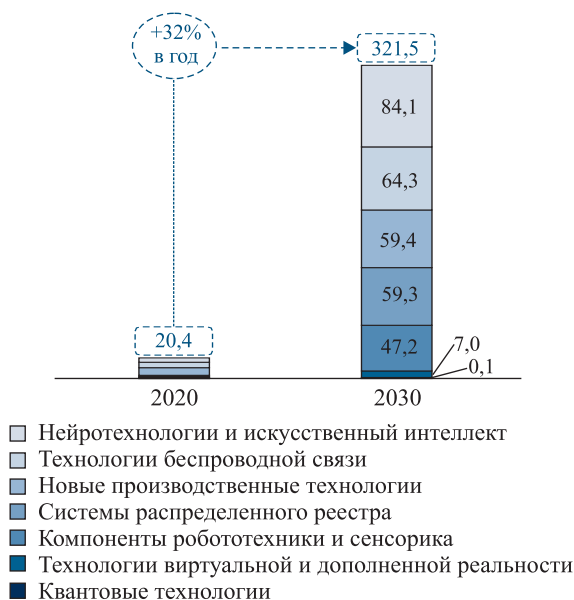 +32%
в год
321,5
84,1
64,3
59,4
59,3
20,4
47,2
7,0
0,1
2020
2030
Нейротехнологии и искусственный интеллект
Технологии беспроводной связи
Новые производственные технологии
Системы распределенного реестра
Компоненты робототехники и сенсорика
Технологии виртуальной и дополненной реальности
Квантовые технологии